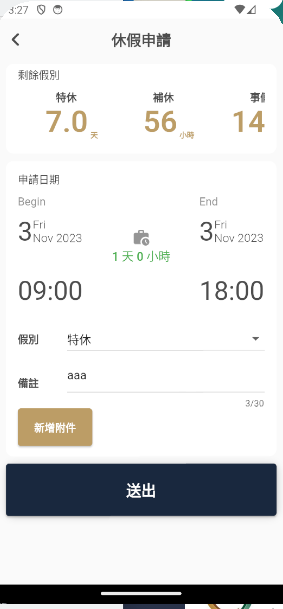 3:27
休假申請
剩餘假別
特休 補休
7.0 天 56 小時 14
申請日期
Begin End
3 Fri Nov 2023 3 Fri Nov 2023
1 天 0 小時
09:00 18:00
假別 特休
備註 aaa
3/30
新增附件
送出